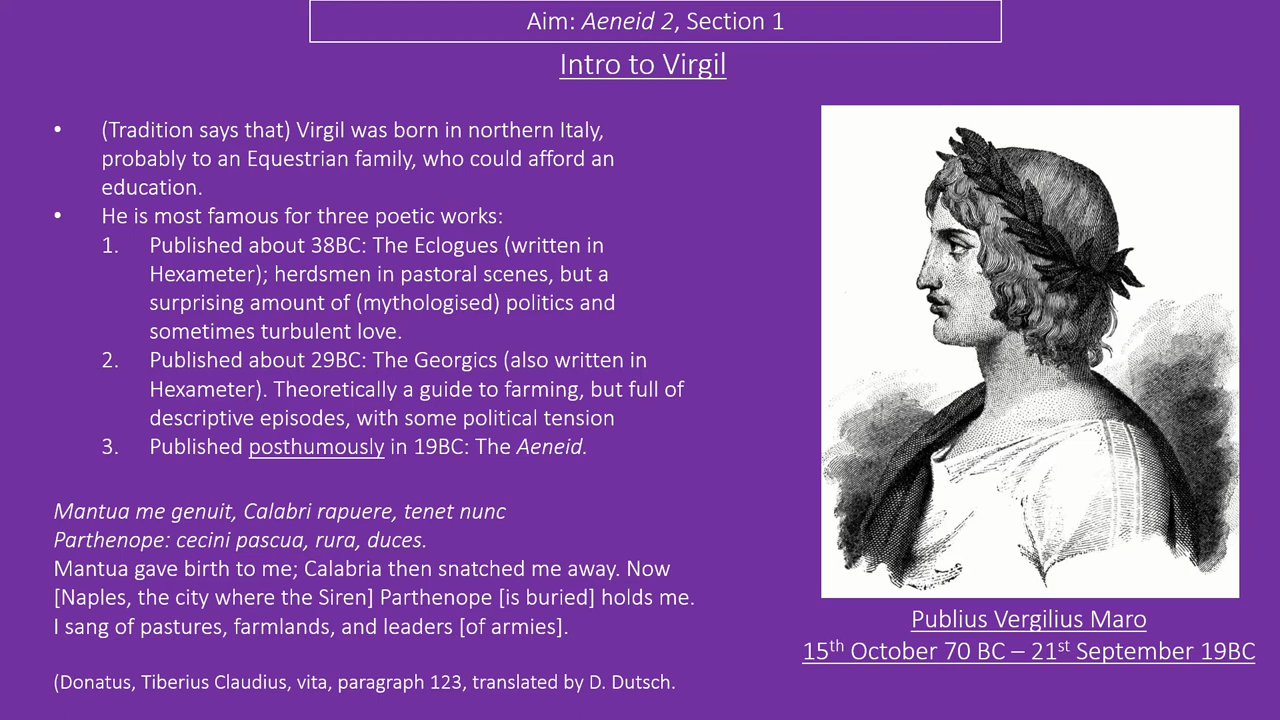 Aim: Aeneid 2, Section 1
Intro to Virgil
• (Tradition says that) Virgil was born in northern Italy,
probably to an Equestrian family, who could afford an
education.
• He is most famous for three poetic works:
1. Published about 38BC: The Eclogues (written in
Hexameter); herdsmen in pastoral scenes, but a
surprising amount of (mythologised) politics and
sometimes turbulent love.
2. Published about 29BC: The Georgics (also written in
Hexameter). Theoretically a guide to farming, but full of
descriptive episodes, with some political tension
3. Published posthumously in 19BC: The Aeneid.
Mantua me genuit, Calabri rapuere, tenet nunc
Parthenope: cecini pascua, rura, duces.
Mantua gave birth to me; Calabria then snatched me away. Now
[Naples, the city where the Siren] Parthenope [is buried] holds me.
I sang of pastures, farmlands, and leaders [of armies].
(Donatus, Tiberius Claudius, vita, paragraph 123, translated by D. Dutsch.
Publius Vergilius Maro
15th October 70 BC – 21st September 19BC